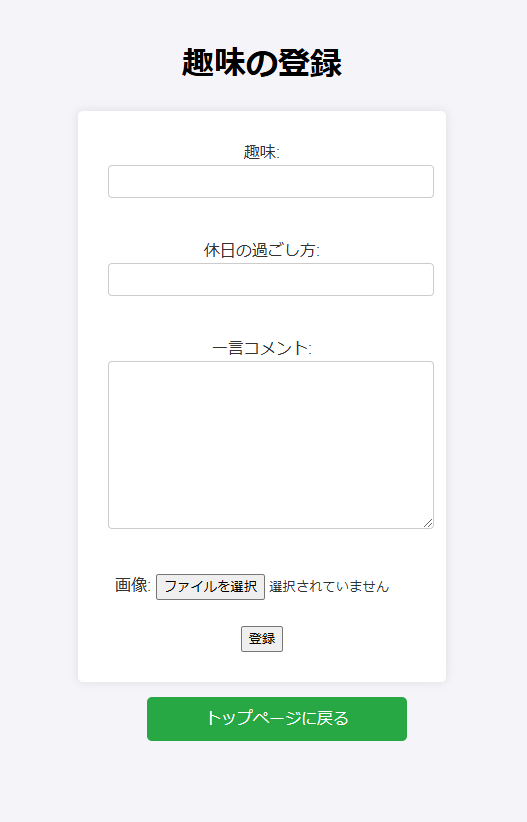 趣味の登録
趣味:
休日の過ごし方:
一言コメント:
画像: ファイルを選択 選択されていません
登録
トップページに戻る